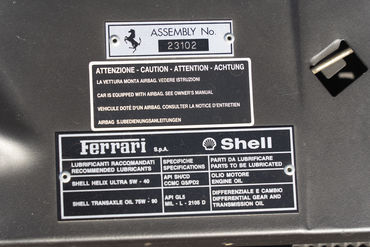 ASSEMBLY No.
23102
ATTENZIONE - CAUTION - ATTENTION - ACHTUNG
LA VETTURA MONTA AIRBAG. VEDERE ISTRUZIONI
CAR IS EQUIPPED WITH AIRBAG. SEE OWNER'S MANUAL
VEHICULE DOTÉ D'UN AIRBAG. CONSULTER LA NOTICE D'ENTRETIEN
AIRBAG S.BEDIENUNGSANLEITUNGEN
Ferrari S.p.A. Shell
LUBRIFICANTI RACCOMANDATI SPECIFICHE PARTI DA LUBRIFICARE
RECOMMENDED LUBRICANTS SPECIFICATIONS PARTS TO BE LUBRICATED
SHELL HELIX ULTRA 5W - 40 API SH/CD OLIO MOTORE
CCMC G5/PD2 ENGINE OIL
SHELL TRANSAXLE OIL 75W - 90 API GL5 DIFFERENZIALE E CAMBIO
MIL - L - 2105 D DIFFERENTIAL GEAR AND
TRANSMISSION OIL